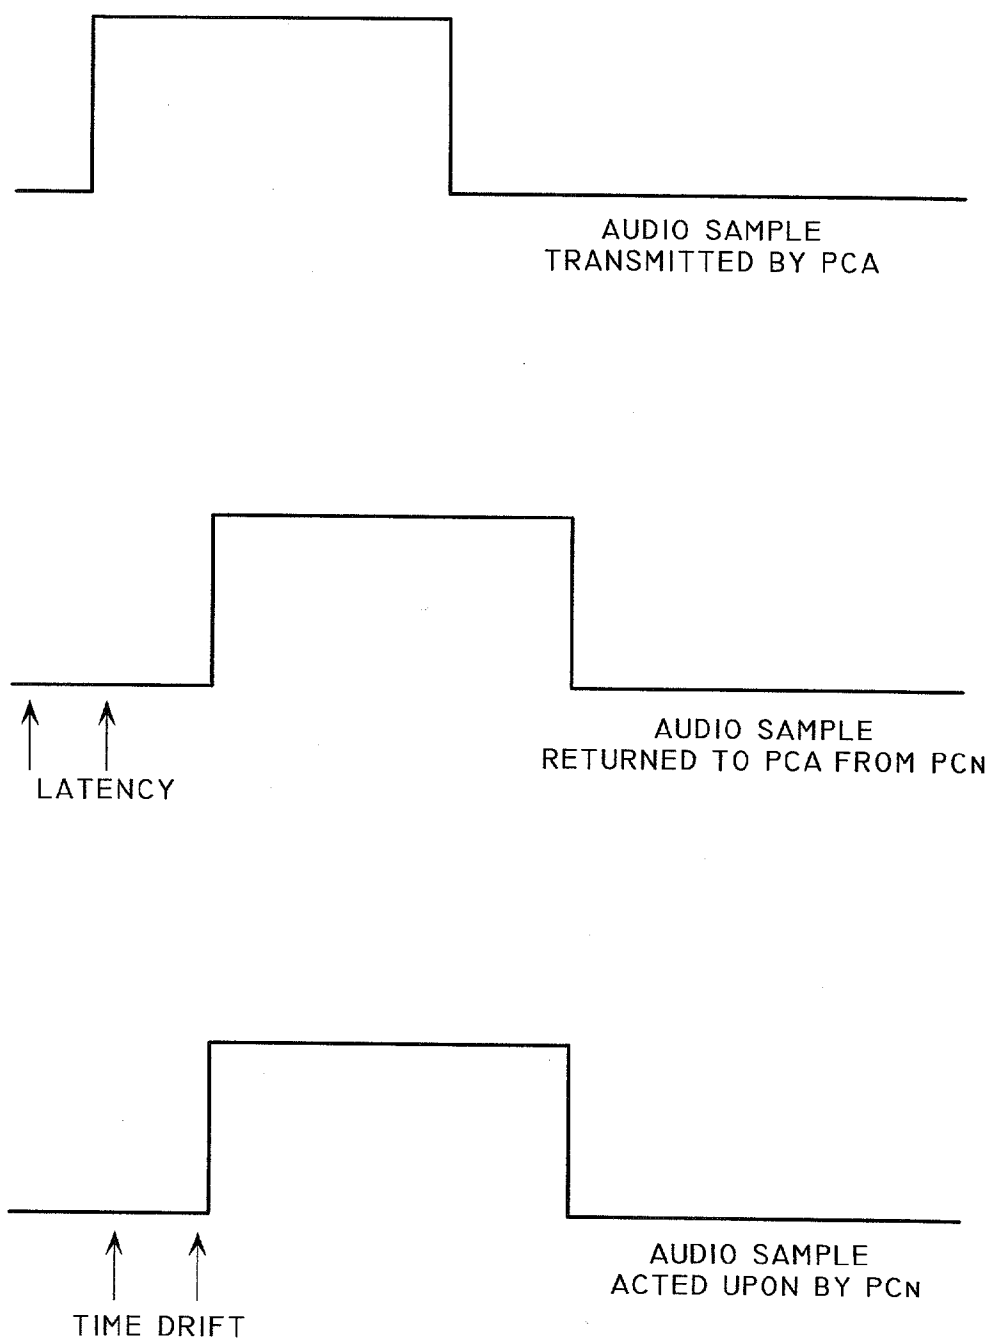 AUDIO SAMPLE
TRANSMITTED BY PCA
AUDIO SAMPLE
RETURNED TO PCA FROM PCN
LATENCY
AUDIO SAMPLE
ACTED UPON BY PCN
TIME DRIFT